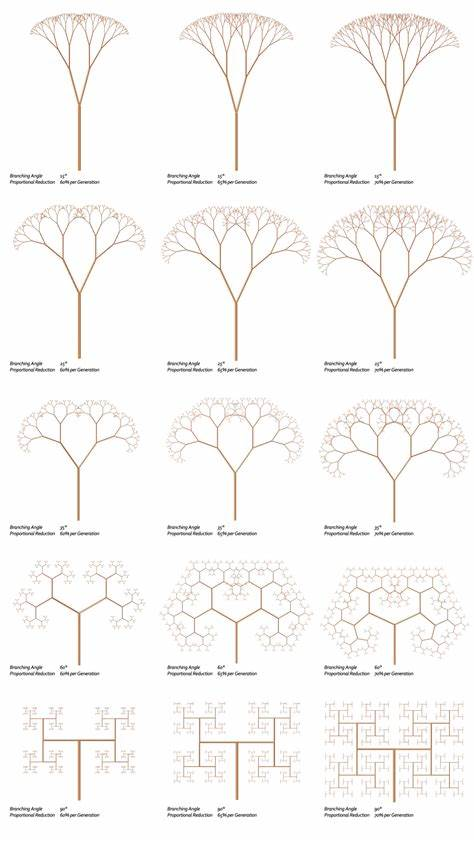 Branching Angle 15°
Proportional Reduction 60% per Generation
Branching Angle 15°
Proportional Reduction 65% per Generation
Branching Angle 15°
Proportional Reduction 70% per Generation
Branching Angle 25°
Proportional Reduction 60% per Generation
Branching Angle 25°
Proportional Reduction 65% per Generation
Branching Angle 25°
Proportional Reduction 70% per Generation
Branching Angle 35°
Proportional Reduction 60% per Generation
Branching Angle 35°
Proportional Reduction 65% per Generation
Branching Angle 35°
Proportional Reduction 70% per Generation
Branching Angle 60°
Proportional Reduction 60% per Generation
Branching Angle 60°
Proportional Reduction 65% per Generation
Branching Angle 60°
Proportional Reduction 70% per Generation
Branching Angle 90°
Proportional Reduction 60% per Generation
Branching Angle 90°
Proportional Reduction 65% per Generation
Branching Angle 90°
Proportional Reduction 70% per Generation